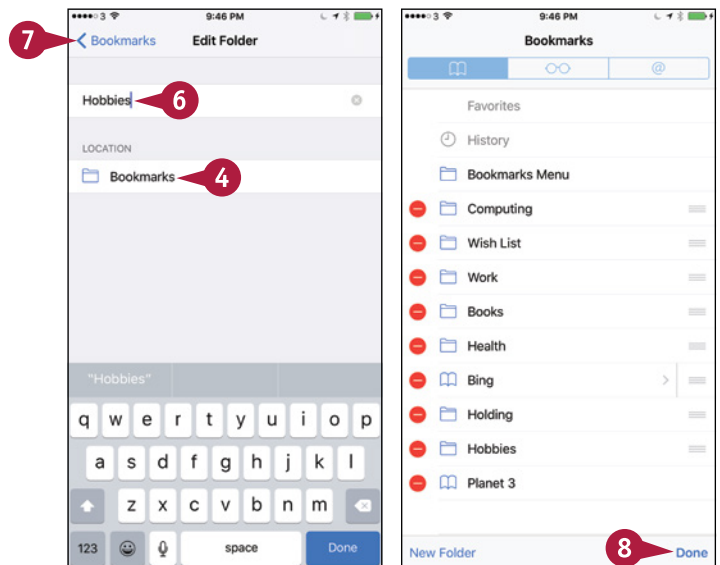 3 9:46 PM
7 Bookmarks Edit Folder
Hobbies 6
LOCATION
Bookmarks 4
"Hobbies"
q w e r t y u i o p
a s d f g h j k l
z x c v b n m
123 space Done
3 9:46 PM
Bookmarks
@
Favorites
History
Bookmarks Menu
Computing
Wish List
Work
Books
Health
Bing
Holding
Hobbies
Planet 3
New Folder 8 Done